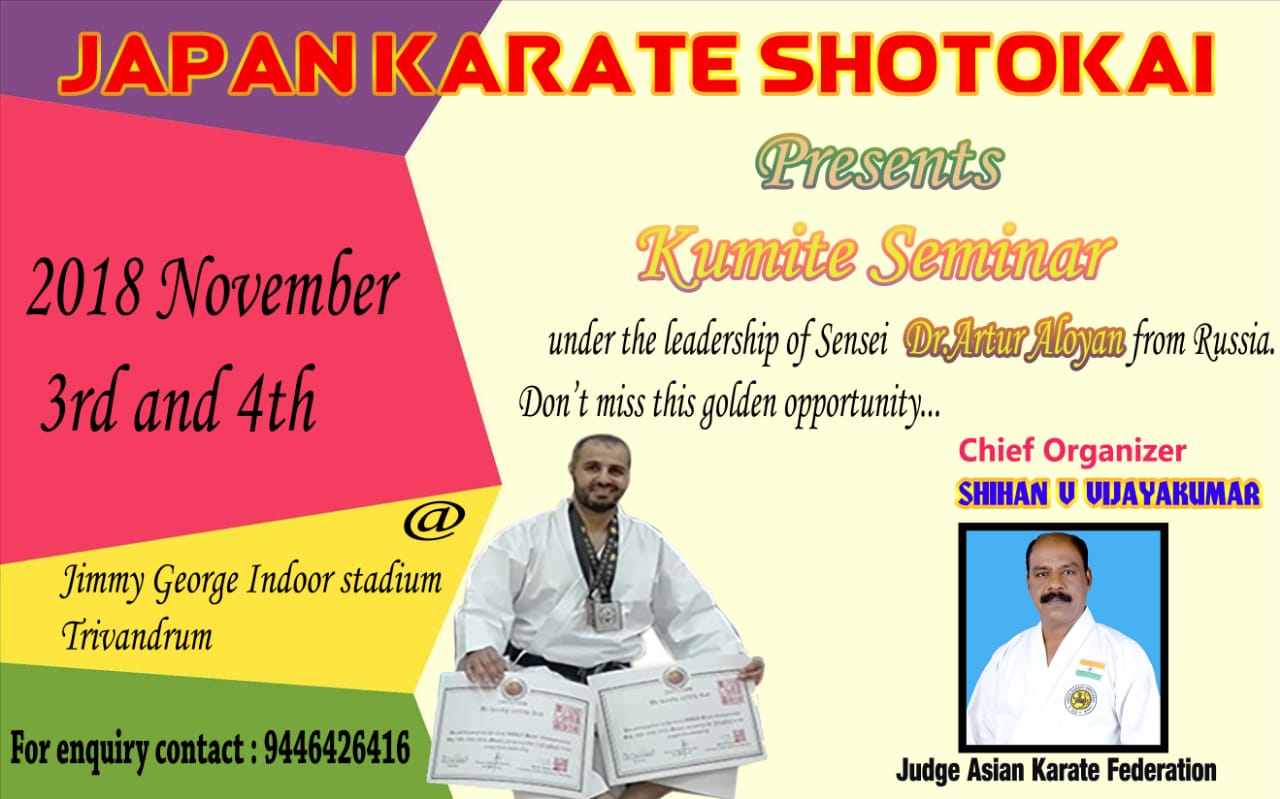 JAPAN KARATE SHOTOKAI
Presents
Kumite Seminar
under the leadership of Sensei Dr.Artur Aloyan from Russia.
Don't miss this golden opportunity...
2018 November
3rd and 4th
@
Jimmy George Indoor stadium
Trivandrum
For enquiry contact : 9446426416
Chief Organizer
SHIHAN V VIJAYAKUMAR
Judge Asian Karate Federation